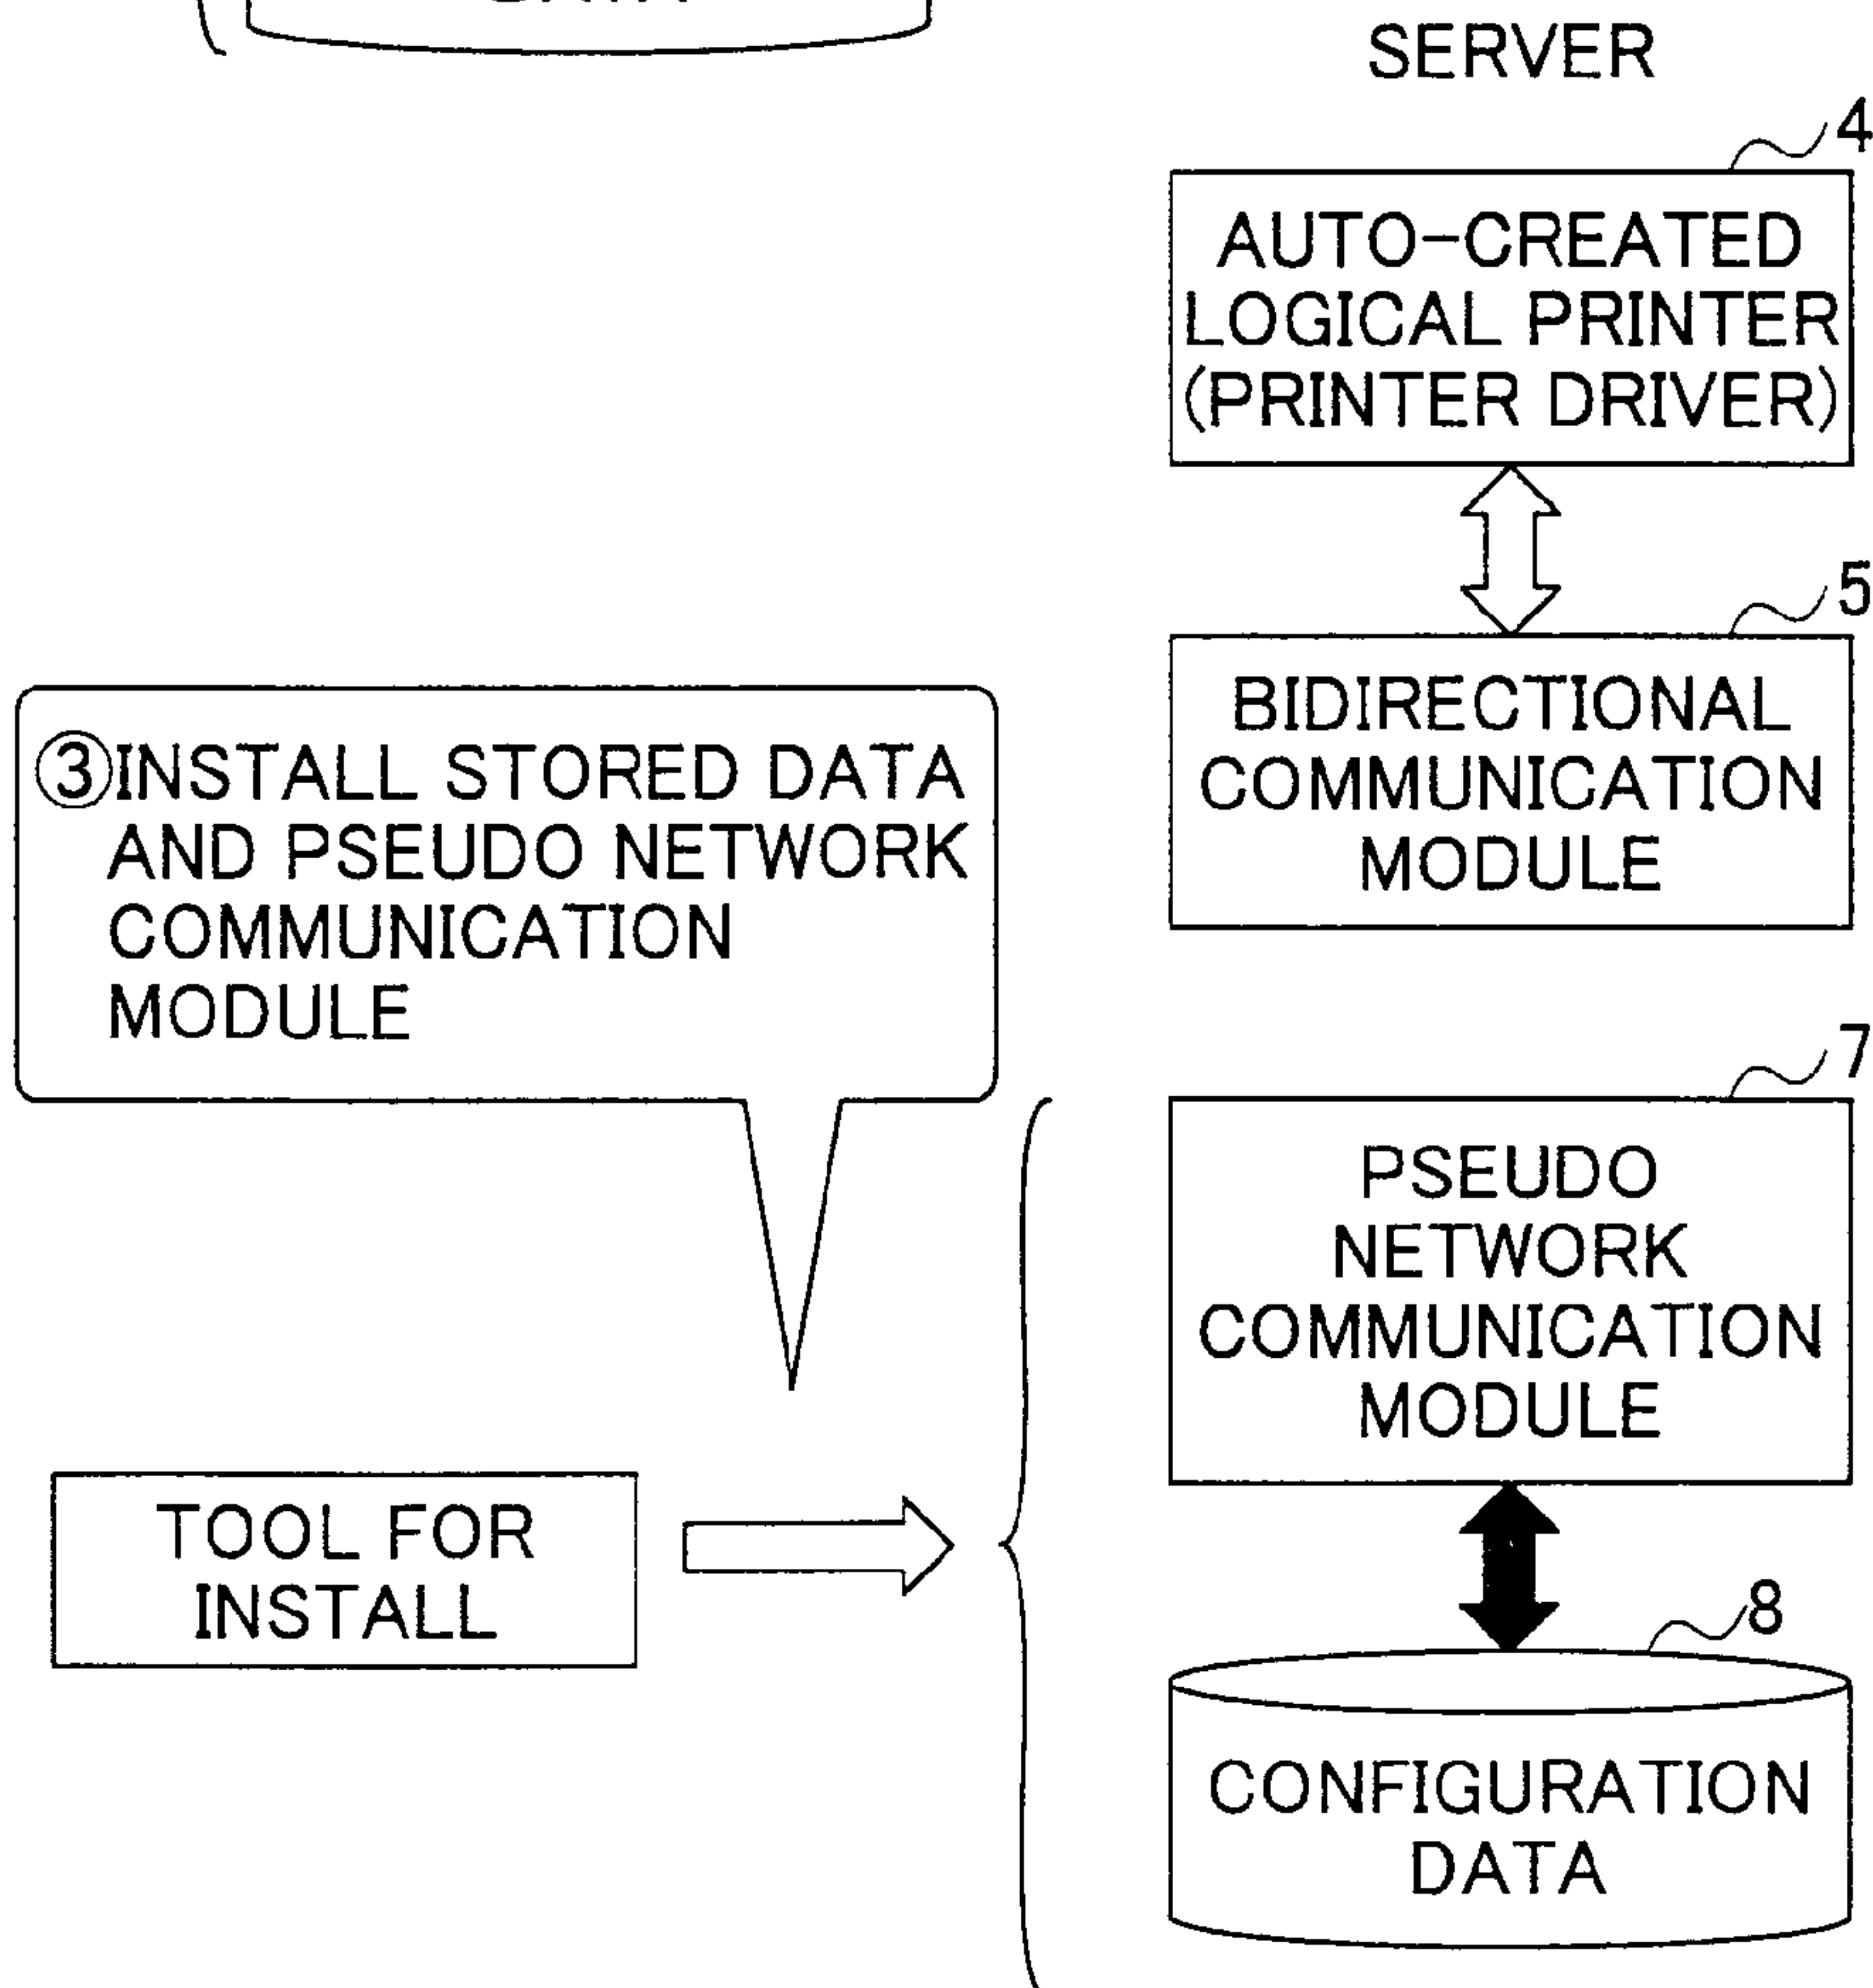 SERVER
4
AUTO-CREATED
LOGICAL PRINTER
(PRINTER DRIVER)
5
BIDIRECTIONAL
COMMUNICATION
MODULE
③INSTALL STORED DATA
AND PSEUDO NETWORK
COMMUNICATION
MODULE
7
PSEUDO
NETWORK
COMMUNICATION
MODULE
TOOL FOR
INSTALL
8
CONFIGURATION
DATA